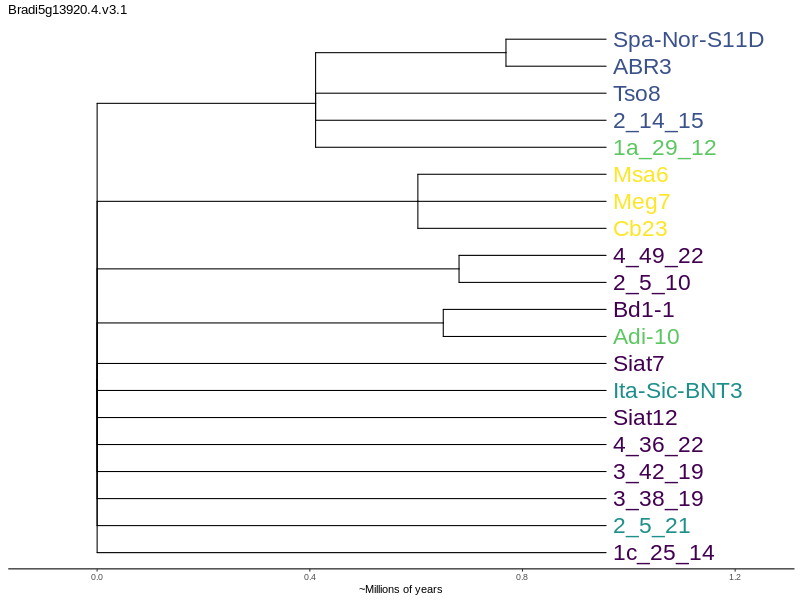 Bradi5g13920.4.v3.1
Spa-Nor-S11D
ABR3
Tso8
2_14_15
1a_29_12
Msa6
Meg7
Cb23
4_49_22
2_5_10
Bd1-1
Adi-10
Siat7
Ita-Sic-BNT3
Siat12
4_36_22
3_42_19
3_38_19
2_5_21
1c_25_14
0.0 0.4 0.8 1.2
~Millions of years